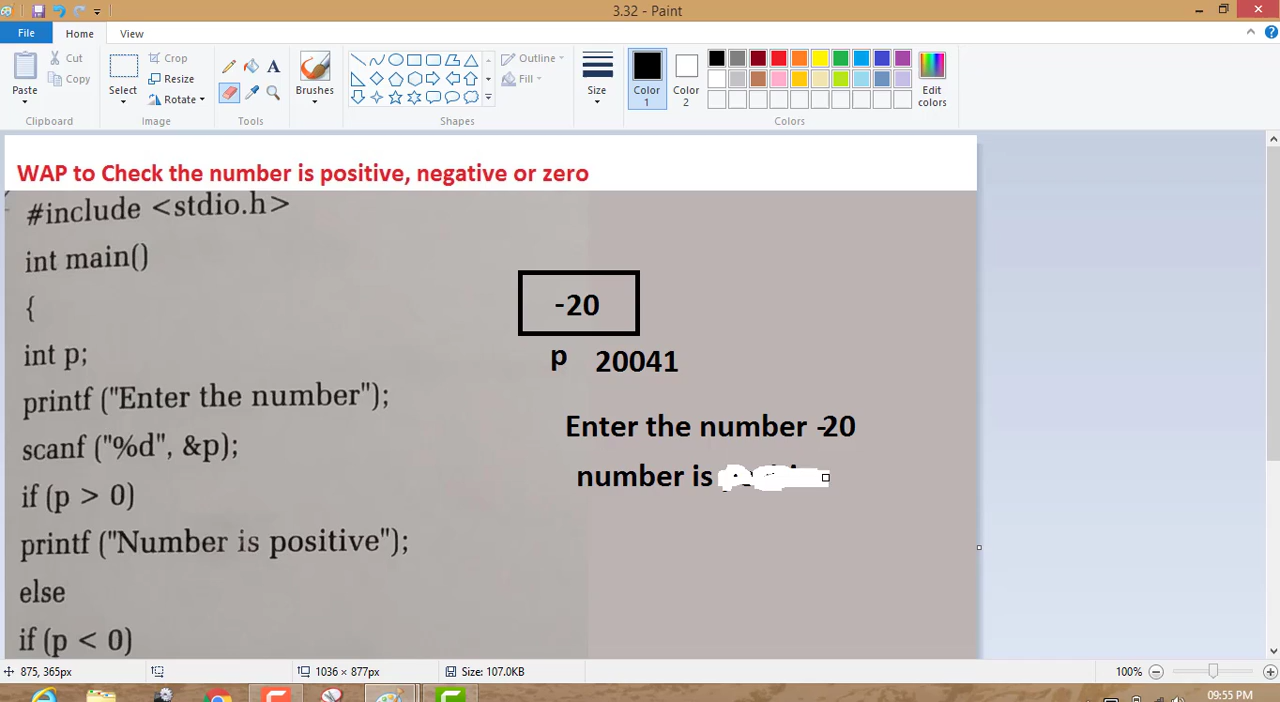 3.32 - Paint
File Home View
Paste
Cut
Copy
Clipboard
Select
Crop
Resize
Rotate
Image
Tools
Brushes
Shapes
Outline
Fill
Size
Color 1
Color 2
Edit colors
Colors
WAP to Check the number is positive, negative or zero
#include <stdio.h>
int main()
{
int p;
printf ("Enter the number");
scanf ("%d", &p);
if (p > 0)
printf ("Number is positive");
else
if (p < 0)
-20
p 20041
Enter the number -20
number is
875, 365px
1036 × 877px
Size: 107.0KB
100%
09:55 PM